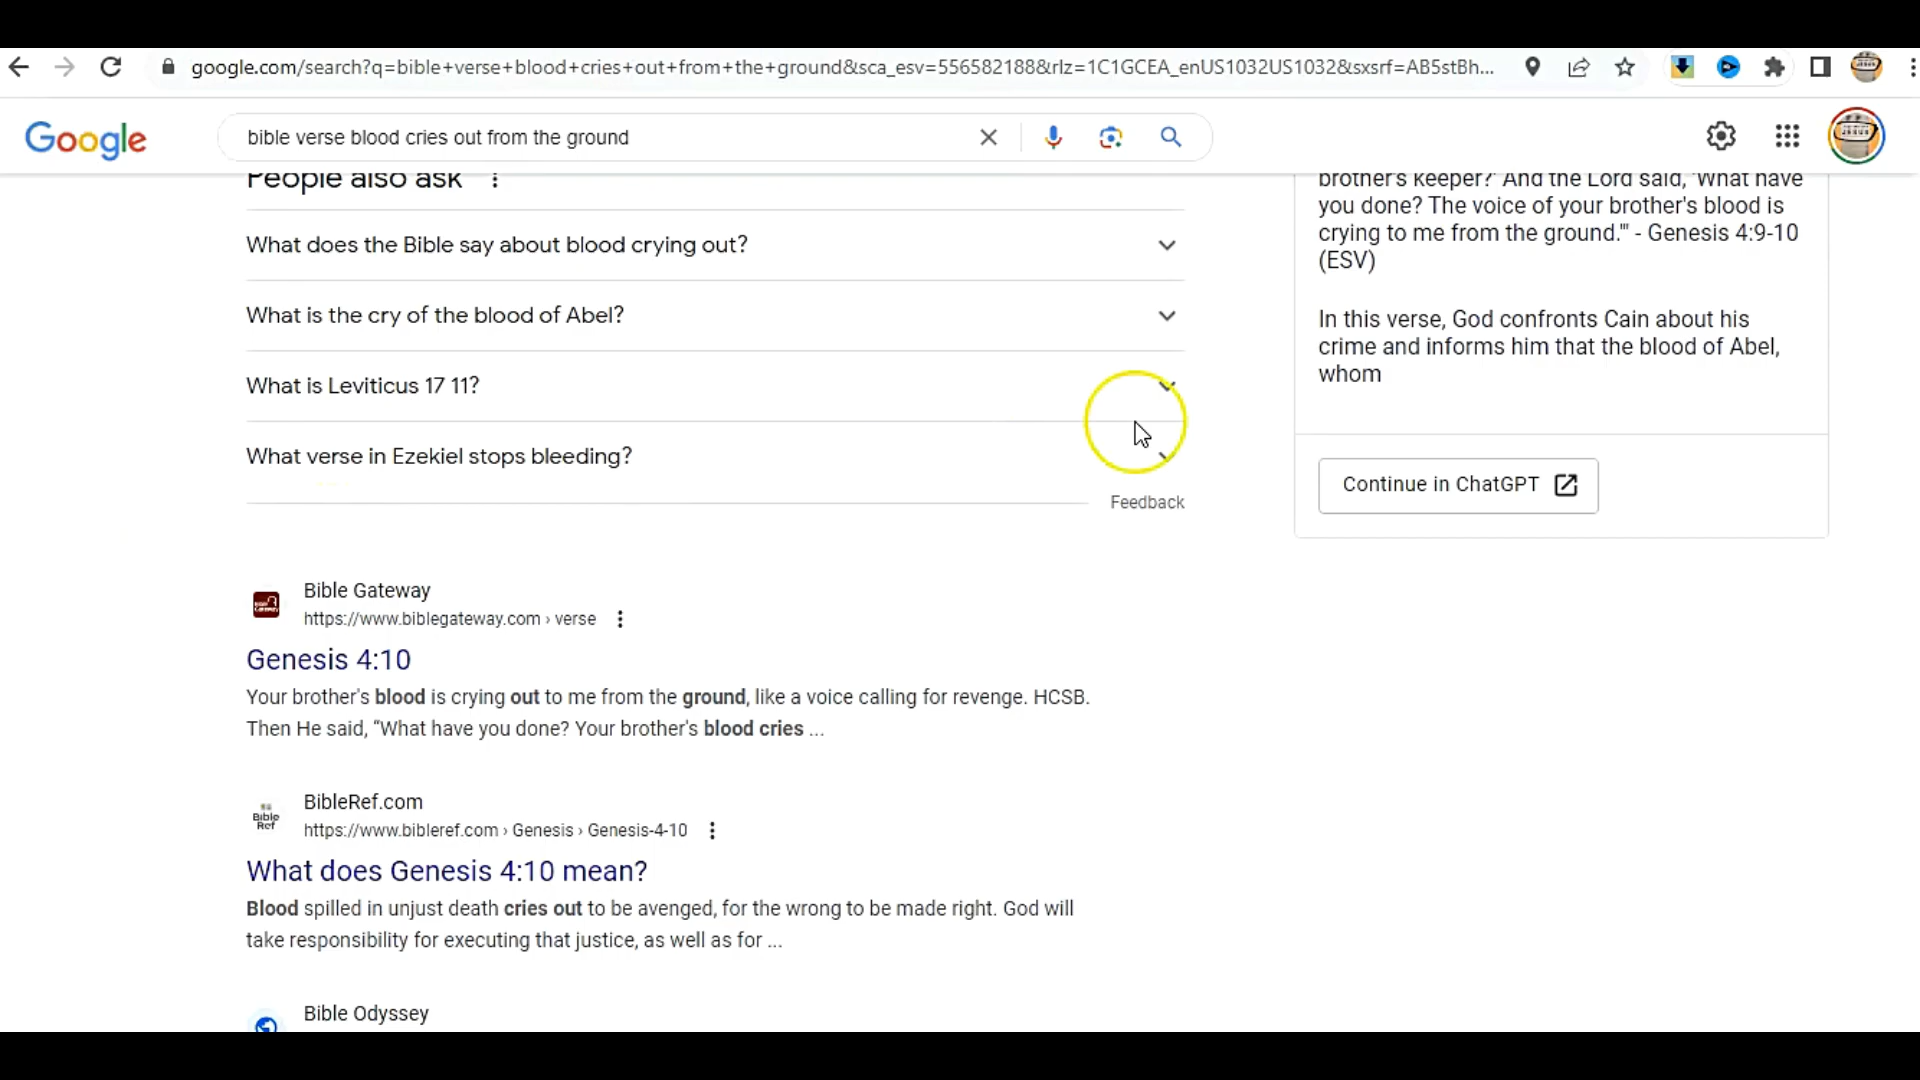 google.com/search?q=bible+verse+blood+cries+out+from+the+ground&sca_esv=556582188&rlz=1C1GCEA_enUS1032US1032&sxsrf=AB5stBh...
Google
bible verse blood cries out from the ground
People also ask
What does the Bible say about blood crying out?
What is the cry of the blood of Abel?
What is Leviticus 17 11?
What verse in Ezekiel stops bleeding?
Feedback
Bible Gateway
https://www.biblegateway.com › verse
Genesis 4:10
Your brother's blood is crying out to me from the ground, like a voice calling for revenge. HCSB.
Then He said, “What have you done? Your brother's blood cries ...
BibleRef.com
https://www.bibleref.com › Genesis › Genesis-4-10
What does Genesis 4:10 mean?
Blood spilled in unjust death cries out to be avenged, for the wrong to be made right. God will
take responsibility for executing that justice, as well as for ...
Bible Odyssey
brother's keeper?' And the Lord said, 'What have
you done? The voice of your brother's blood is
crying to me from the ground.'" - Genesis 4:9-10
(ESV)
In this verse, God confronts Cain about his
crime and informs him that the blood of Abel,
whom
Continue in ChatGPT